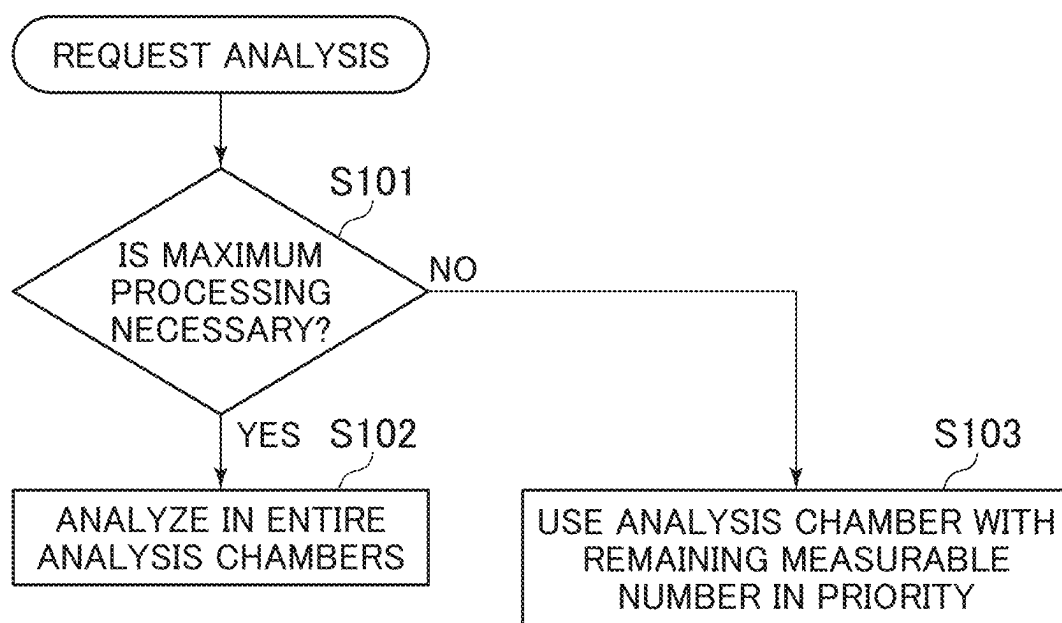 REQUEST ANALYSIS
S101
IS MAXIMUM
PROCESSING
NECESSARY?
NO
YES
S102
S103
ANALYZE IN ENTIRE
ANALYSIS CHAMBERS
USE ANALYSIS CHAMBER WITH
REMAINING MEASURABLE
NUMBER IN PRIORITY